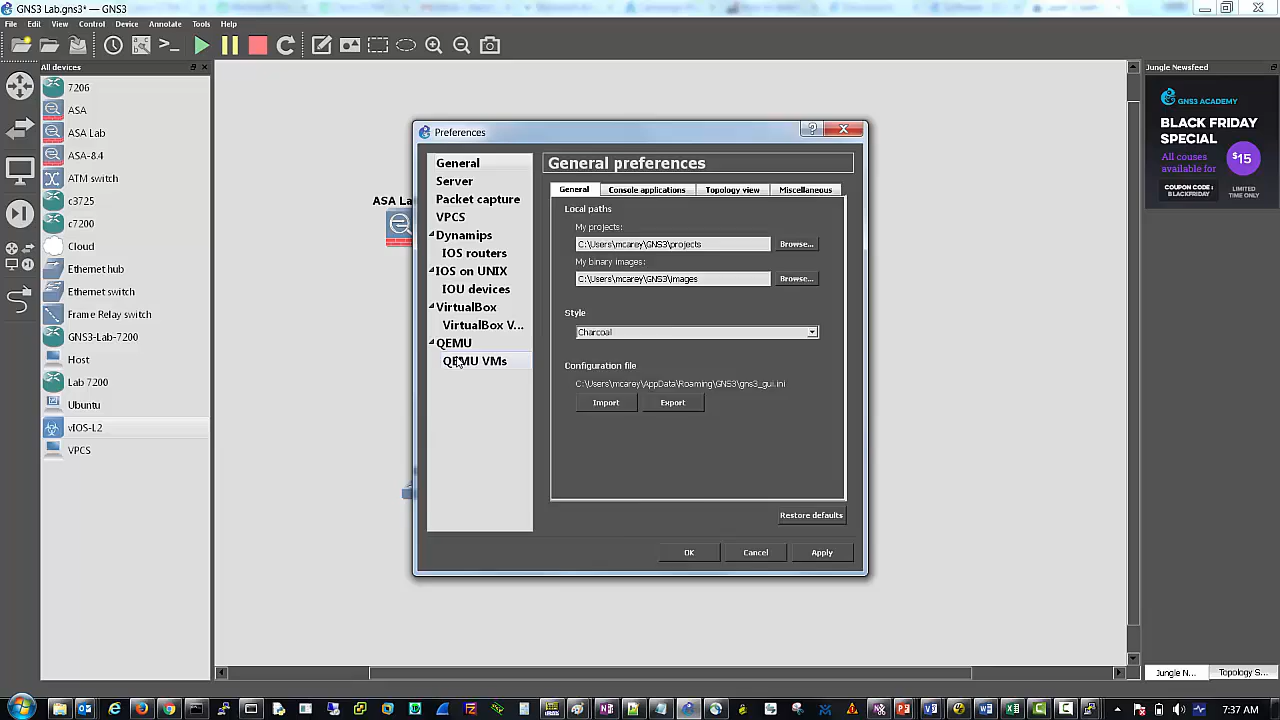 GNS3 Lab.gns3* — GNS3
File Edit View Control Device Annotate Tools Help
All devices
7206
ASA
ASA Lab
ASA-8.4
ATM switch
c3725
c7200
Cloud
Ethernet hub
Ethernet switch
Frame Relay switch
GNS3-Lab-7200
Host
Lab 7200
Ubuntu
vIOS-L2
VPCS
ASA La
Preferences
General
Server
Packet capture
VPCS
Dynamips
IOS routers
IOS on UNIX
IOU devices
VirtualBox
VirtualBox V...
QEMU
QEMU VMs
General preferences
General Console applications Topology view Miscellaneous
Local paths
My projects:
C:\Users\mcarey\GNS3\projects Browse...
My binary images:
C:\Users\mcarey\GNS3\images Browse...
Style
Charcoal
Configuration file
C:\Users\mcarey\AppData\Roaming\GNS3\gns3_gui.ini
Import Export
Restore defaults
OK Cancel Apply
Jungle Newsfeed
GNS3 ACADEMY
BLACK FRIDAY
SPECIAL
All couses
available for
$15
COUPON CODE :
BLACKFRIDAY
LIMITED
TIME ONLY
Jungle N... Topology S...
7:37 AM